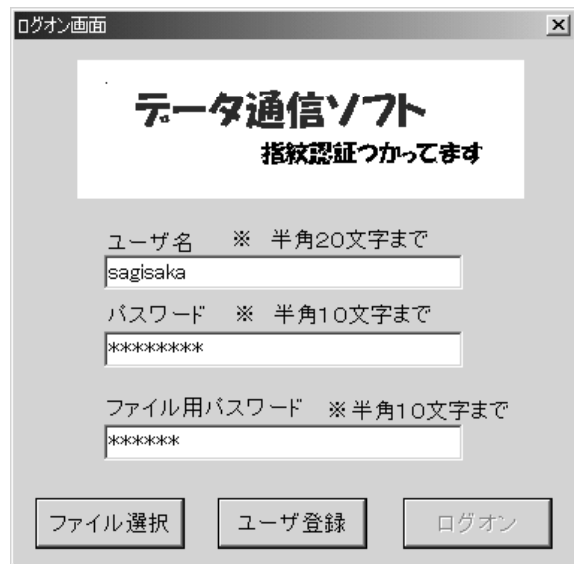 ログオン画面
データ通信ソフト
指紋認証つかってます
ユーザ名 ※ 半角20文字まで
sagisaka
パスワード ※ 半角10文字まで
********
ファイル用パスワード ※半角10文字まで
******
ファイル選択 ユーザ登録 ログオン